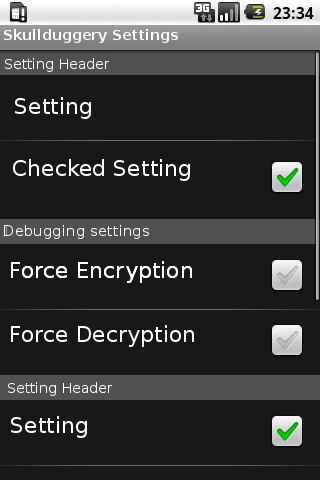 3G 23:34
Skullduggery Settings
Setting Header
Setting
Checked Setting
Debugging settings
Force Encryption
Force Decryption
Setting Header
Setting